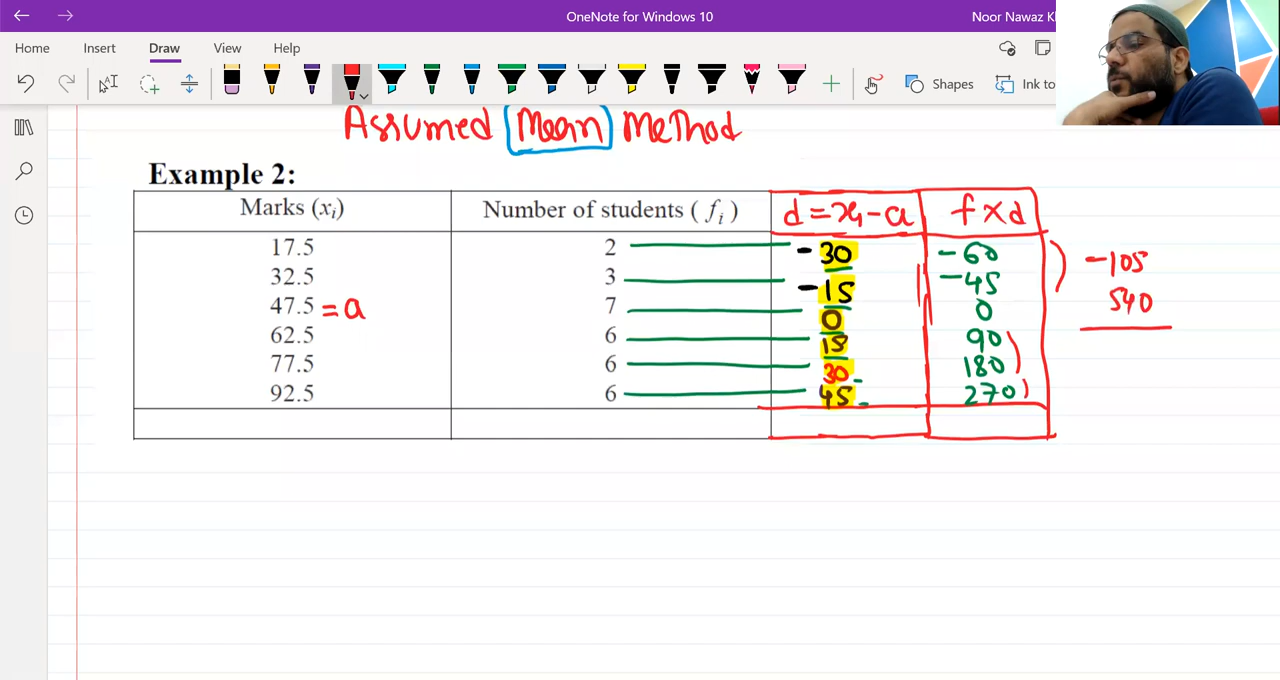 OneNote for Windows 10
Noor Nawaz Kh
Home Insert Draw View Help
Shapes Ink to
Assumed Mean Method
Example 2:
Marks (xᵢ) Number of students ( fᵢ ) d = x₁ - a f × d
17.5 2 -30 -60
32.5 3 -15 -45 -105
47.5 = a 7 0 0 540
62.5 6 15 90
77.5 6 30 180
92.5 6 45 270